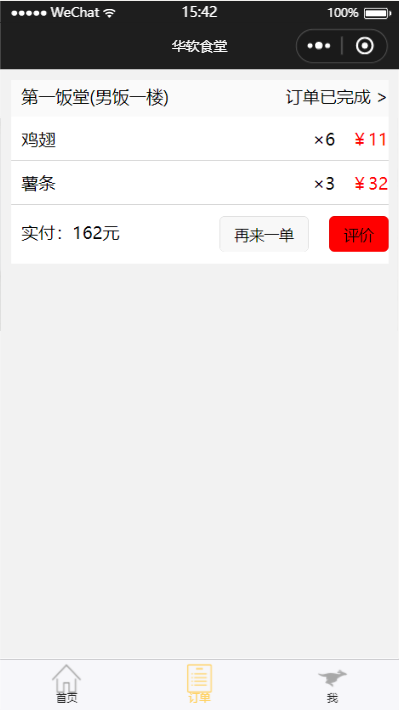 WeChat 15:42 100%
华软食堂
第一饭堂(男饭一楼) 订单已完成 >
鸡翅 ×6 ￥11
薯条 ×3 ￥32
实付：162元 再来一单 评价
首页 订单 我